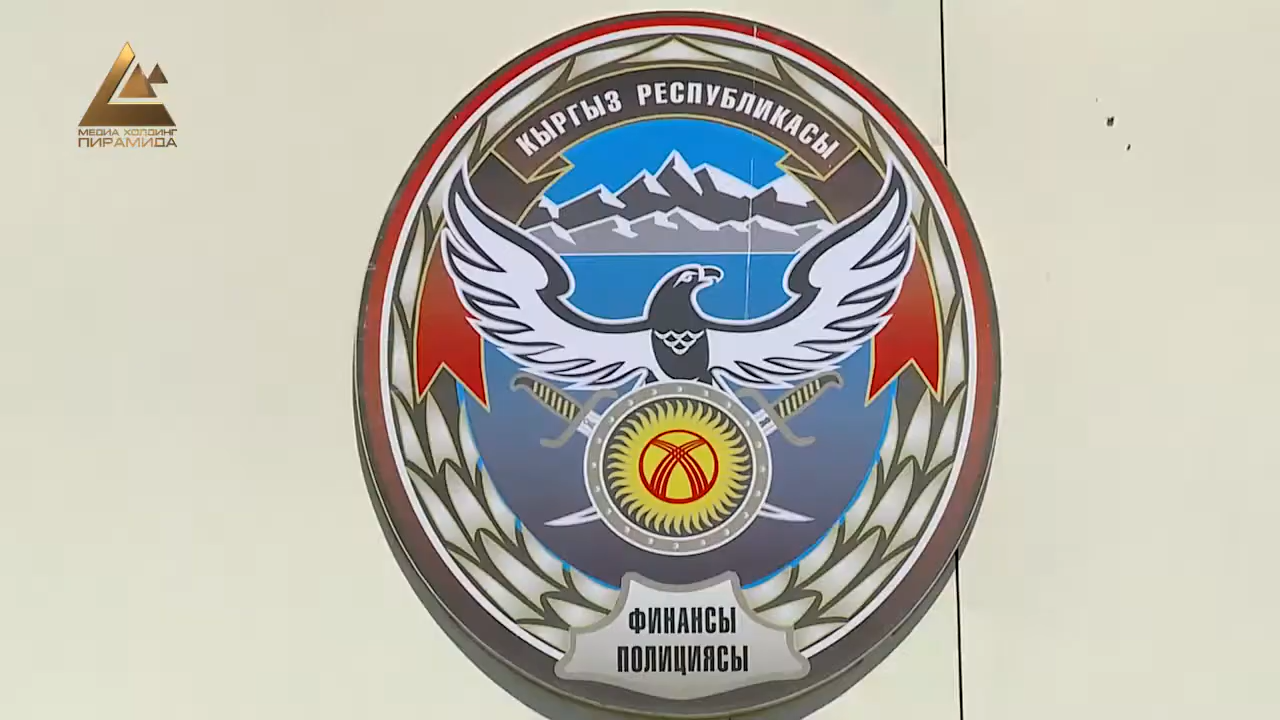 МЕДИА ХОЛДИНГ
ПИРАМИДА
КЫРГЫЗ РЕСПУБЛИКАСЫ
ФИНАНСЫ
ПОЛИЦИЯСЫ